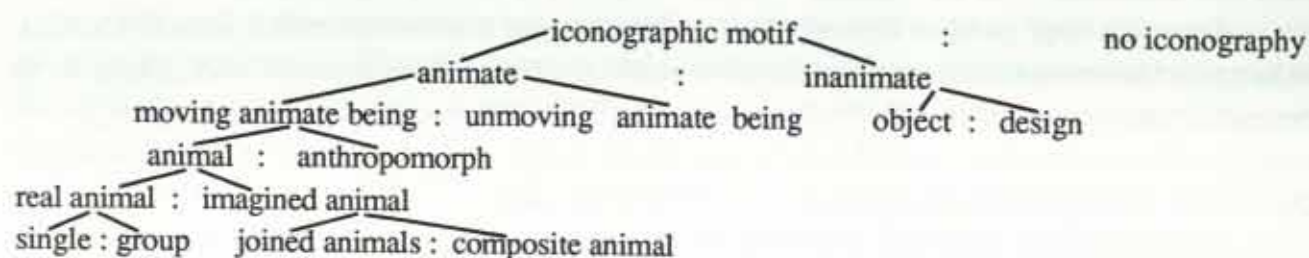 iconographic motif : no iconography
animate : inanimate
moving animate being : unmoving animate being object : design
animal : anthropomorph
real animal : imagined animal
single : group joined animals : composite animal